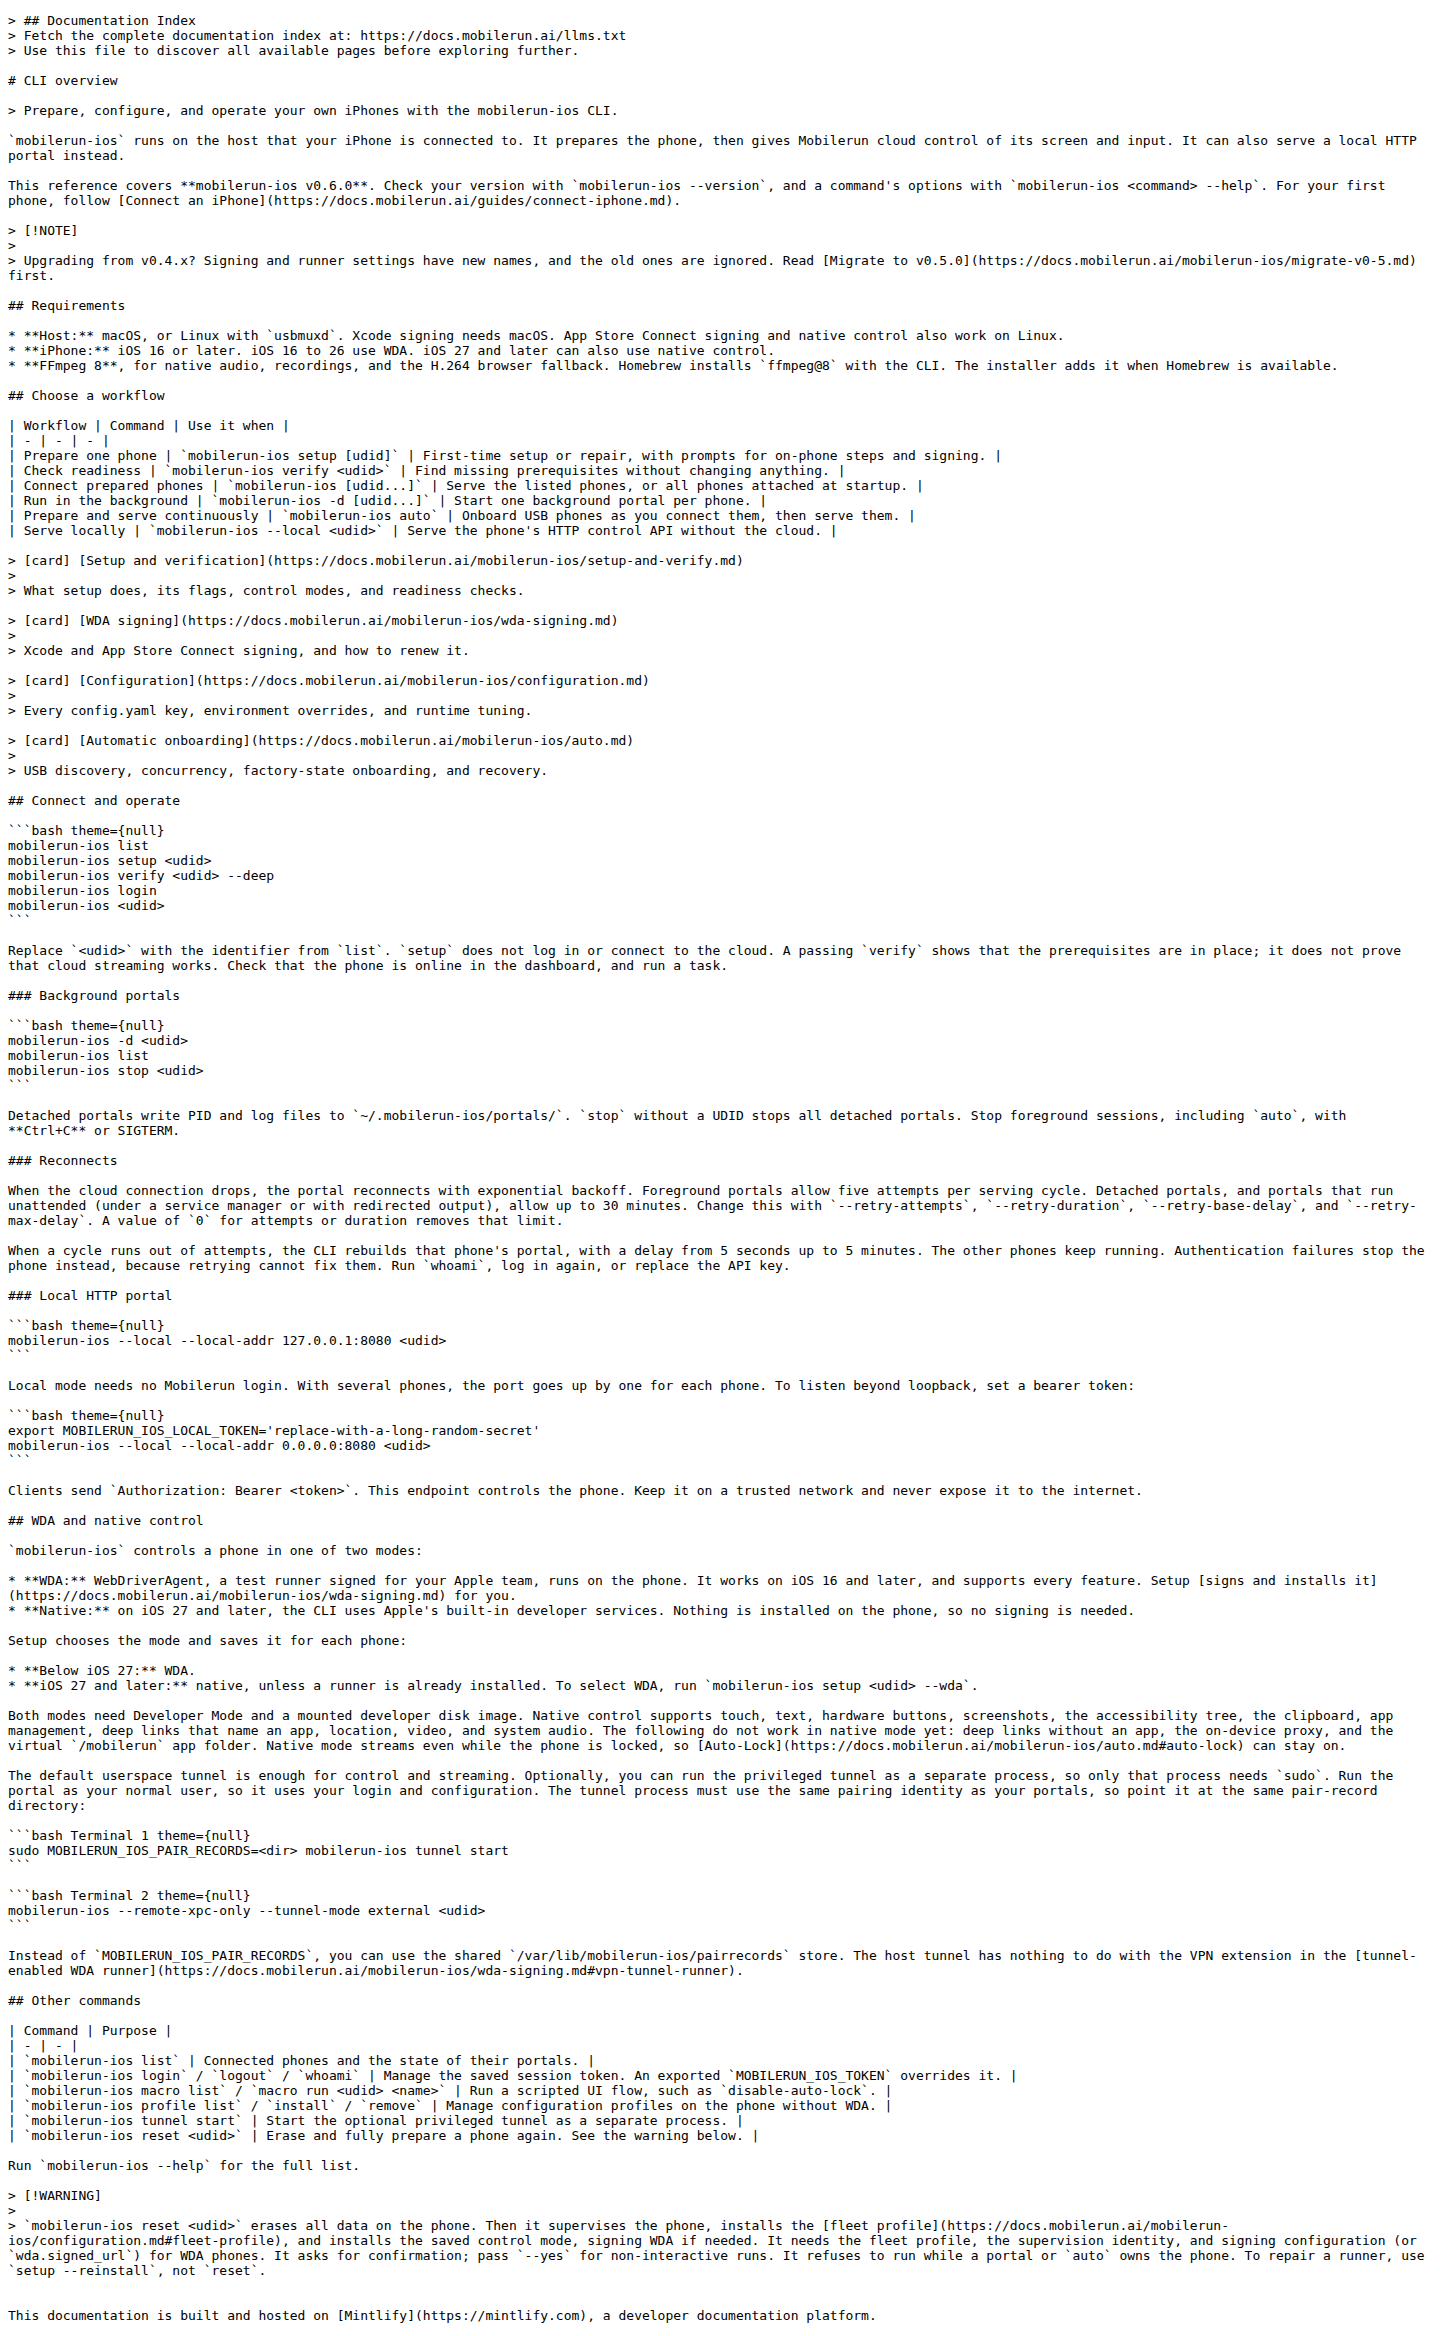 > ## Documentation Index
> Fetch the complete documentation index at: https://docs.mobilerun.ai/llms.txt
> Use this file to discover all available pages before exploring further.

# CLI overview

> Prepare, configure, and operate your own iPhones with the mobilerun-ios CLI.

`mobilerun-ios` runs on the host that your iPhone is connected to. It prepares the phone, then gives Mobilerun cloud control of its screen and input. It can also serve a local HTTP
portal instead.

This reference covers **mobilerun-ios v0.6.0**. Check your version with `mobilerun-ios --version`, and a command's options with `mobilerun-ios <command> --help`. For your first
phone, follow [Connect an iPhone](https://docs.mobilerun.ai/guides/connect-iphone.md).

> [!NOTE]
>
> Upgrading from v0.4.x? Signing and runner settings have new names, and the old ones are ignored. Read [Migrate to v0.5.0](https://docs.mobilerun.ai/mobilerun-ios/migrate-v0-5.md)
first.

## Requirements

* **Host:** macOS, or Linux with `usbmuxd`. Xcode signing needs macOS. App Store Connect signing and native control also work on Linux.
* **iPhone:** iOS 16 or later. iOS 16 to 26 use WDA. iOS 27 and later can also use native control.
* **FFmpeg 8**, for native audio, recordings, and the H.264 browser fallback. Homebrew installs `ffmpeg@8` with the CLI. The installer adds it when Homebrew is available.

## Choose a workflow

| Workflow | Command | Use it when |
| - | - | - |
| Prepare one phone | `mobilerun-ios setup [udid]` | First-time setup or repair, with prompts for on-phone steps and signing. |
| Check readiness | `mobilerun-ios verify <udid>` | Find missing prerequisites without changing anything. |
| Connect prepared phones | `mobilerun-ios [udid...]` | Serve the listed phones, or all phones attached at startup. |
| Run in the background | `mobilerun-ios -d [udid...]` | Start one background portal per phone. |
| Prepare and serve continuously | `mobilerun-ios auto` | Onboard USB phones as you connect them, then serve them. |
| Serve locally | `mobilerun-ios --local <udid>` | Serve the phone's HTTP control API without the cloud. |

> [card] [Setup and verification](https://docs.mobilerun.ai/mobilerun-ios/setup-and-verify.md)
>
> What setup does, its flags, control modes, and readiness checks.

> [card] [WDA signing](https://docs.mobilerun.ai/mobilerun-ios/wda-signing.md)
>
> Xcode and App Store Connect signing, and how to renew it.

> [card] [Configuration](https://docs.mobilerun.ai/mobilerun-ios/configuration.md)
>
> Every config.yaml key, environment overrides, and runtime tuning.

> [card] [Automatic onboarding](https://docs.mobilerun.ai/mobilerun-ios/auto.md)
>
> USB discovery, concurrency, factory-state onboarding, and recovery.

## Connect and operate

```bash theme={null}
mobilerun-ios list
mobilerun-ios setup <udid>
mobilerun-ios verify <udid> --deep
mobilerun-ios login
mobilerun-ios <udid>
```

Replace `<udid>` with the identifier from `list`. `setup` does not log in or connect to the cloud. A passing `verify` shows that the prerequisites are in place; it does not prove
that cloud streaming works. Check that the phone is online in the dashboard, and run a task.

### Background portals

```bash theme={null}
mobilerun-ios -d <udid>
mobilerun-ios list
mobilerun-ios stop <udid>
```

Detached portals write PID and log files to `~/.mobilerun-ios/portals/`. `stop` without a UDID stops all detached portals. Stop foreground sessions, including `auto`, with
**Ctrl+C** or SIGTERM.

### Reconnects

When the cloud connection drops, the portal reconnects with exponential backoff. Foreground portals allow five attempts per serving cycle. Detached portals, and portals that run
unattended (under a service manager or with redirected output), allow up to 30 minutes. Change this with `--retry-attempts`, `--retry-duration`, `--retry-base-delay`, and `--retry-
max-delay`. A value of `0` for attempts or duration removes that limit.

When a cycle runs out of attempts, the CLI rebuilds that phone's portal, with a delay from 5 seconds up to 5 minutes. The other phones keep running. Authentication failures stop the
phone instead, because retrying cannot fix them. Run `whoami`, log in again, or replace the API key.

### Local HTTP portal

```bash theme={null}
mobilerun-ios --local --local-addr 127.0.0.1:8080 <udid>
```

Local mode needs no Mobilerun login. With several phones, the port goes up by one for each phone. To listen beyond loopback, set a bearer token:

```bash theme={null}
export MOBILERUN_IOS_LOCAL_TOKEN='replace-with-a-long-random-secret'
mobilerun-ios --local --local-addr 0.0.0.0:8080 <udid>
```

Clients send `Authorization: Bearer <token>`. This endpoint controls the phone. Keep it on a trusted network and never expose it to the internet.

## WDA and native control

`mobilerun-ios` controls a phone in one of two modes:

* **WDA:** WebDriverAgent, a test runner signed for your Apple team, runs on the phone. It works on iOS 16 and later, and supports every feature. Setup [signs and installs it]
(https://docs.mobilerun.ai/mobilerun-ios/wda-signing.md) for you.
* **Native:** on iOS 27 and later, the CLI uses Apple's built-in developer services. Nothing is installed on the phone, so no signing is needed.

Setup chooses the mode and saves it for each phone:

* **Below iOS 27:** WDA.
* **iOS 27 and later:** native, unless a runner is already installed. To select WDA, run `mobilerun-ios setup <udid> --wda`.

Both modes need Developer Mode and a mounted developer disk image. Native control supports touch, text, hardware buttons, screenshots, the accessibility tree, the clipboard, app
management, deep links that name an app, location, video, and system audio. The following do not work in native mode yet: deep links without an app, the on-device proxy, and the
virtual `/mobilerun` app folder. Native mode streams even while the phone is locked, so [Auto-Lock](https://docs.mobilerun.ai/mobilerun-ios/auto.md#auto-lock) can stay on.

The default userspace tunnel is enough for control and streaming. Optionally, you can run the privileged tunnel as a separate process, so only that process needs `sudo`. Run the
portal as your normal user, so it uses your login and configuration. The tunnel process must use the same pairing identity as your portals, so point it at the same pair-record
directory:

```bash Terminal 1 theme={null}
sudo MOBILERUN_IOS_PAIR_RECORDS=<dir> mobilerun-ios tunnel start
```

```bash Terminal 2 theme={null}
mobilerun-ios --remote-xpc-only --tunnel-mode external <udid>
```

Instead of `MOBILERUN_IOS_PAIR_RECORDS`, you can use the shared `/var/lib/mobilerun-ios/pairrecords` store. The host tunnel has nothing to do with the VPN extension in the [tunnel-
enabled WDA runner](https://docs.mobilerun.ai/mobilerun-ios/wda-signing.md#vpn-tunnel-runner).

## Other commands

| Command | Purpose |
| - | - |
| `mobilerun-ios list` | Connected phones and the state of their portals. |
| `mobilerun-ios login` / `logout` / `whoami` | Manage the saved session token. An exported `MOBILERUN_IOS_TOKEN` overrides it. |
| `mobilerun-ios macro list` / `macro run <udid> <name>` | Run a scripted UI flow, such as `disable-auto-lock`. |
| `mobilerun-ios profile list` / `install` / `remove` | Manage configuration profiles on the phone without WDA. |
| `mobilerun-ios tunnel start` | Start the optional privileged tunnel as a separate process. |
| `mobilerun-ios reset <udid>` | Erase and fully prepare a phone again. See the warning below. |

Run `mobilerun-ios --help` for the full list.

> [!WARNING]
>
> `mobilerun-ios reset <udid>` erases all data on the phone. Then it supervises the phone, installs the [fleet profile](https://docs.mobilerun.ai/mobilerun-
ios/configuration.md#fleet-profile), and installs the saved control mode, signing WDA if needed. It needs the fleet profile, the supervision identity, and signing configuration (or
`wda.signed_url`) for WDA phones. It asks for confirmation; pass `--yes` for non-interactive runs. It refuses to run while a portal or `auto` owns the phone. To repair a runner, use
`setup --reinstall`, not `reset`.

This documentation is built and hosted on [Mintlify](https://mintlify.com), a developer documentation platform.